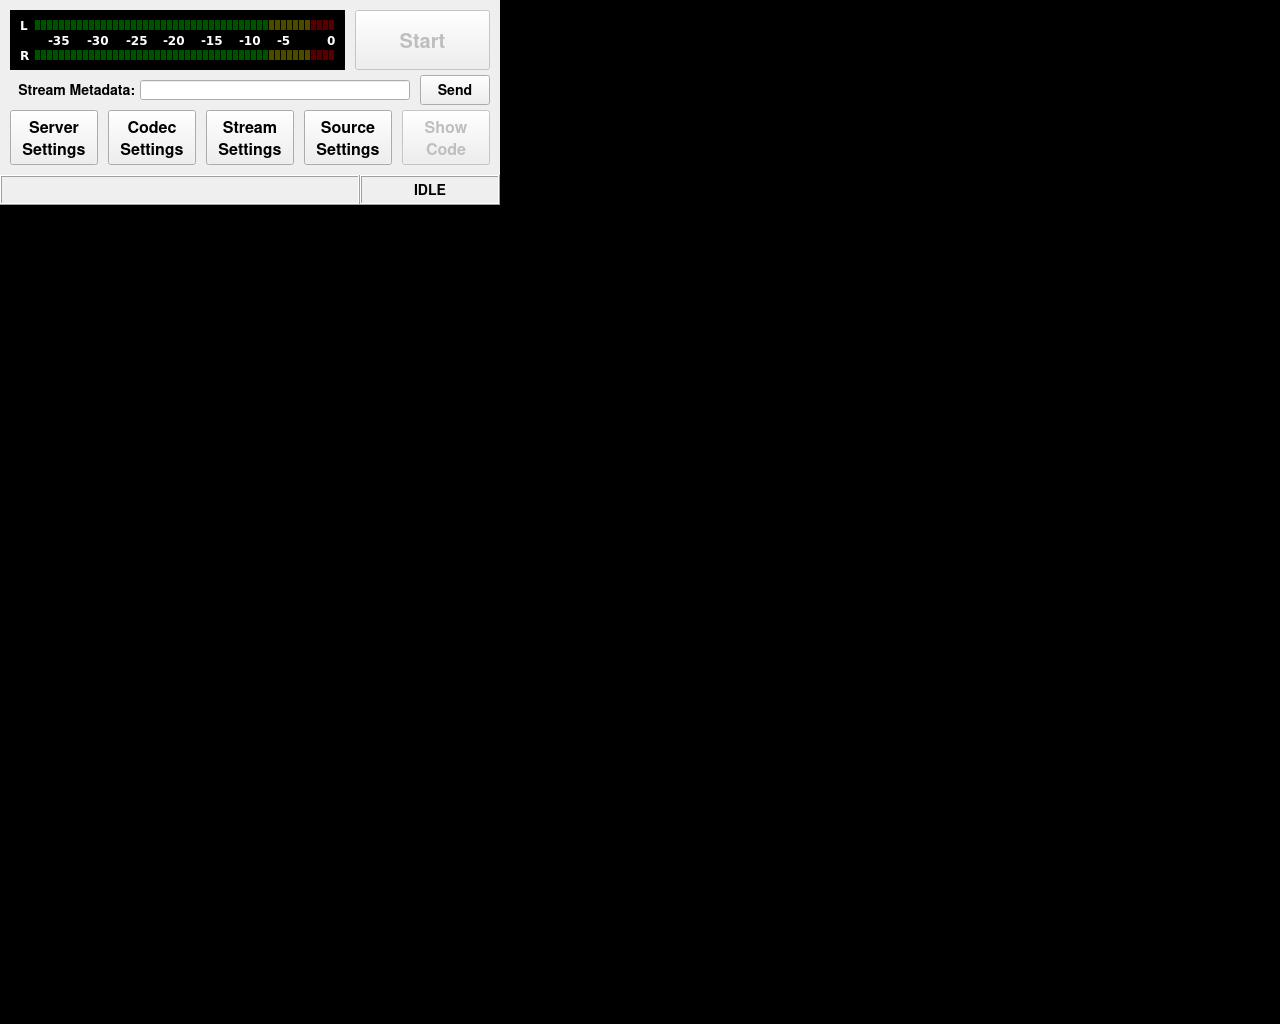 L
-35 -30 -25 -20 -15 -10 -5 0
R
Start
Stream Metadata:
Send
Server Settings
Codec Settings
Stream Settings
Source Settings
Show Code
IDLE